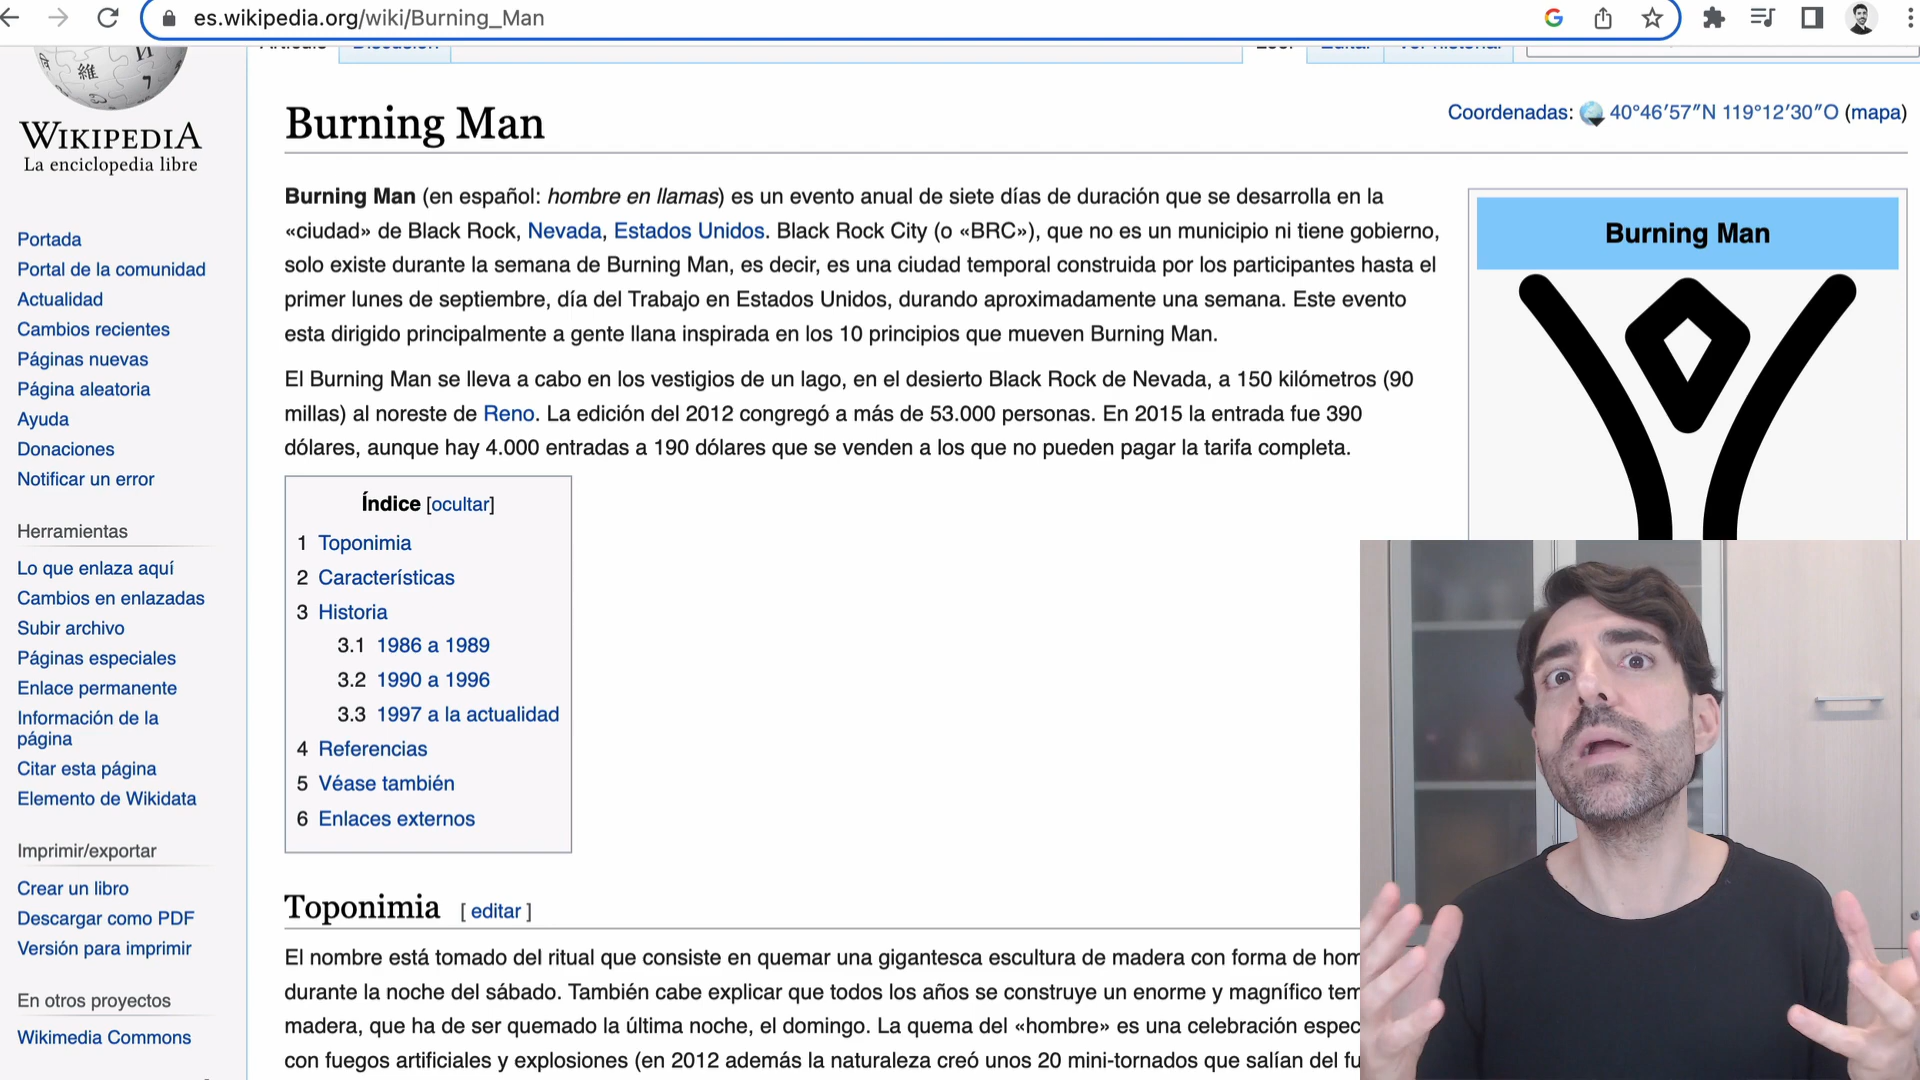 es.wikipedia.org/wiki/Burning_Man
Artículo Discusión Leer Editar Ver historial
WIKIPEDIA
La enciclopedia libre
Portada
Portal de la comunidad
Actualidad
Cambios recientes
Páginas nuevas
Página aleatoria
Ayuda
Donaciones
Notificar un error
Herramientas
Lo que enlaza aquí
Cambios en enlazadas
Subir archivo
Páginas especiales
Enlace permanente
Información de la
página
Citar esta página
Elemento de Wikidata
Imprimir/exportar
Crear un libro
Descargar como PDF
Versión para imprimir
En otros proyectos
Wikimedia Commons
Burning Man
Coordenadas: 40°46′57″N 119°12′30″O (mapa)
Burning Man (en español: hombre en llamas) es un evento anual de siete días de duración que se desarrolla en la
«ciudad» de Black Rock, Nevada, Estados Unidos. Black Rock City (o «BRC»), que no es un municipio ni tiene gobierno,
solo existe durante la semana de Burning Man, es decir, es una ciudad temporal construida por los participantes hasta el
primer lunes de septiembre, día del Trabajo en Estados Unidos, durando aproximadamente una semana. Este evento
esta dirigido principalmente a gente llana inspirada en los 10 principios que mueven Burning Man.
El Burning Man se lleva a cabo en los vestigios de un lago, en el desierto Black Rock de Nevada, a 150 kilómetros (90
millas) al noreste de Reno. La edición del 2012 congregó a más de 53.000 personas. En 2015 la entrada fue 390
dólares, aunque hay 4.000 entradas a 190 dólares que se venden a los que no pueden pagar la tarifa completa.
Burning Man
Índice [ocultar]
1 Toponimia
2 Características
3 Historia
3.1 1986 a 1989
3.2 1990 a 1996
3.3 1997 a la actualidad
4 Referencias
5 Véase también
6 Enlaces externos
Toponimia [ editar ]
El nombre está tomado del ritual que consiste en quemar una gigantesca escultura de madera con forma de hom
durante la noche del sábado. También cabe explicar que todos los años se construye un enorme y magnífico tem
madera, que ha de ser quemado la última noche, el domingo. La quema del «hombre» es una celebración espec
con fuegos artificiales y explosiones (en 2012 además la naturaleza creó unos 20 mini-tornados que salían del fu